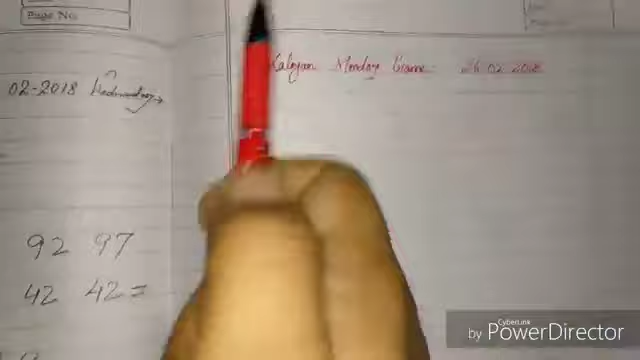 Page No.
02-2018 Wednesday
Kalyan Monday Game 26-02-2018
92 97
42 42=
by CyberLink PowerDirector